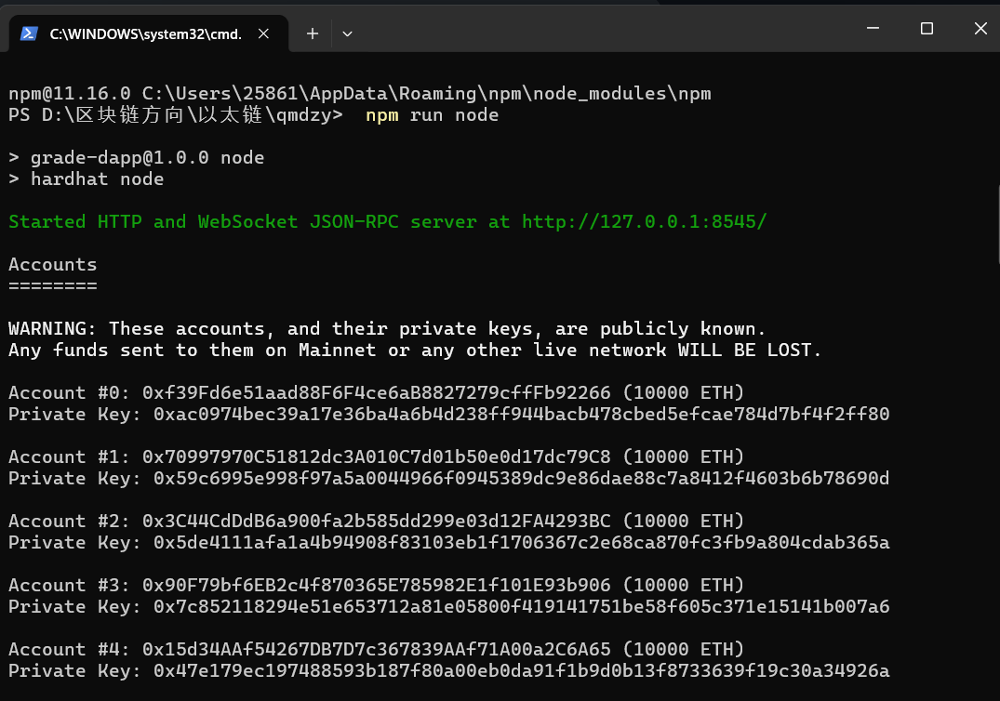 C:\WINDOWS\system32\cmd.
npm@11.16.0 C:\Users\25861\AppData\Roaming\npm\node_modules\npm
PS D:\区块链方向\以太链\qmdzy>  npm run node
> grade-dapp@1.0.0 node
> hardhat node
Started HTTP and WebSocket JSON-RPC server at http://127.0.0.1:8545/
Accounts
========
WARNING: These accounts, and their private keys, are publicly known.
Any funds sent to them on Mainnet or any other live network WILL BE LOST.
Account #0: 0xf39Fd6e51aad88F6F4ce6aB8827279cffFb92266 (10000 ETH)
Private Key: 0xac0974bec39a17e36ba4a6b4d238ff944bacb478cbed5efcae784d7bf4f2ff80
Account #1: 0x70997970C51812dc3A010C7d01b50e0d17dc79C8 (10000 ETH)
Private Key: 0x59c6995e998f97a5a0044966f0945389dc9e86dae88c7a8412f4603b6b78690d
Account #2: 0x3C44CdDdB6a900fa2b585dd299e03d12FA4293BC (10000 ETH)
Private Key: 0x5de4111afa1a4b94908f83103eb1f1706367c2e68ca870fc3fb9a804cdab365a
Account #3: 0x90F79bf6EB2c4f870365E785982E1f101E93b906 (10000 ETH)
Private Key: 0x7c852118294e51e653712a81e05800f419141751be58f605c371e15141b007a6
Account #4: 0x15d34AAf54267DB7D7c367839AAf71A00a2C6A65 (10000 ETH)
Private Key: 0x47e179ec197488593b187f80a00eb0da91f1b9d0b13f8733639f19c30a34926a